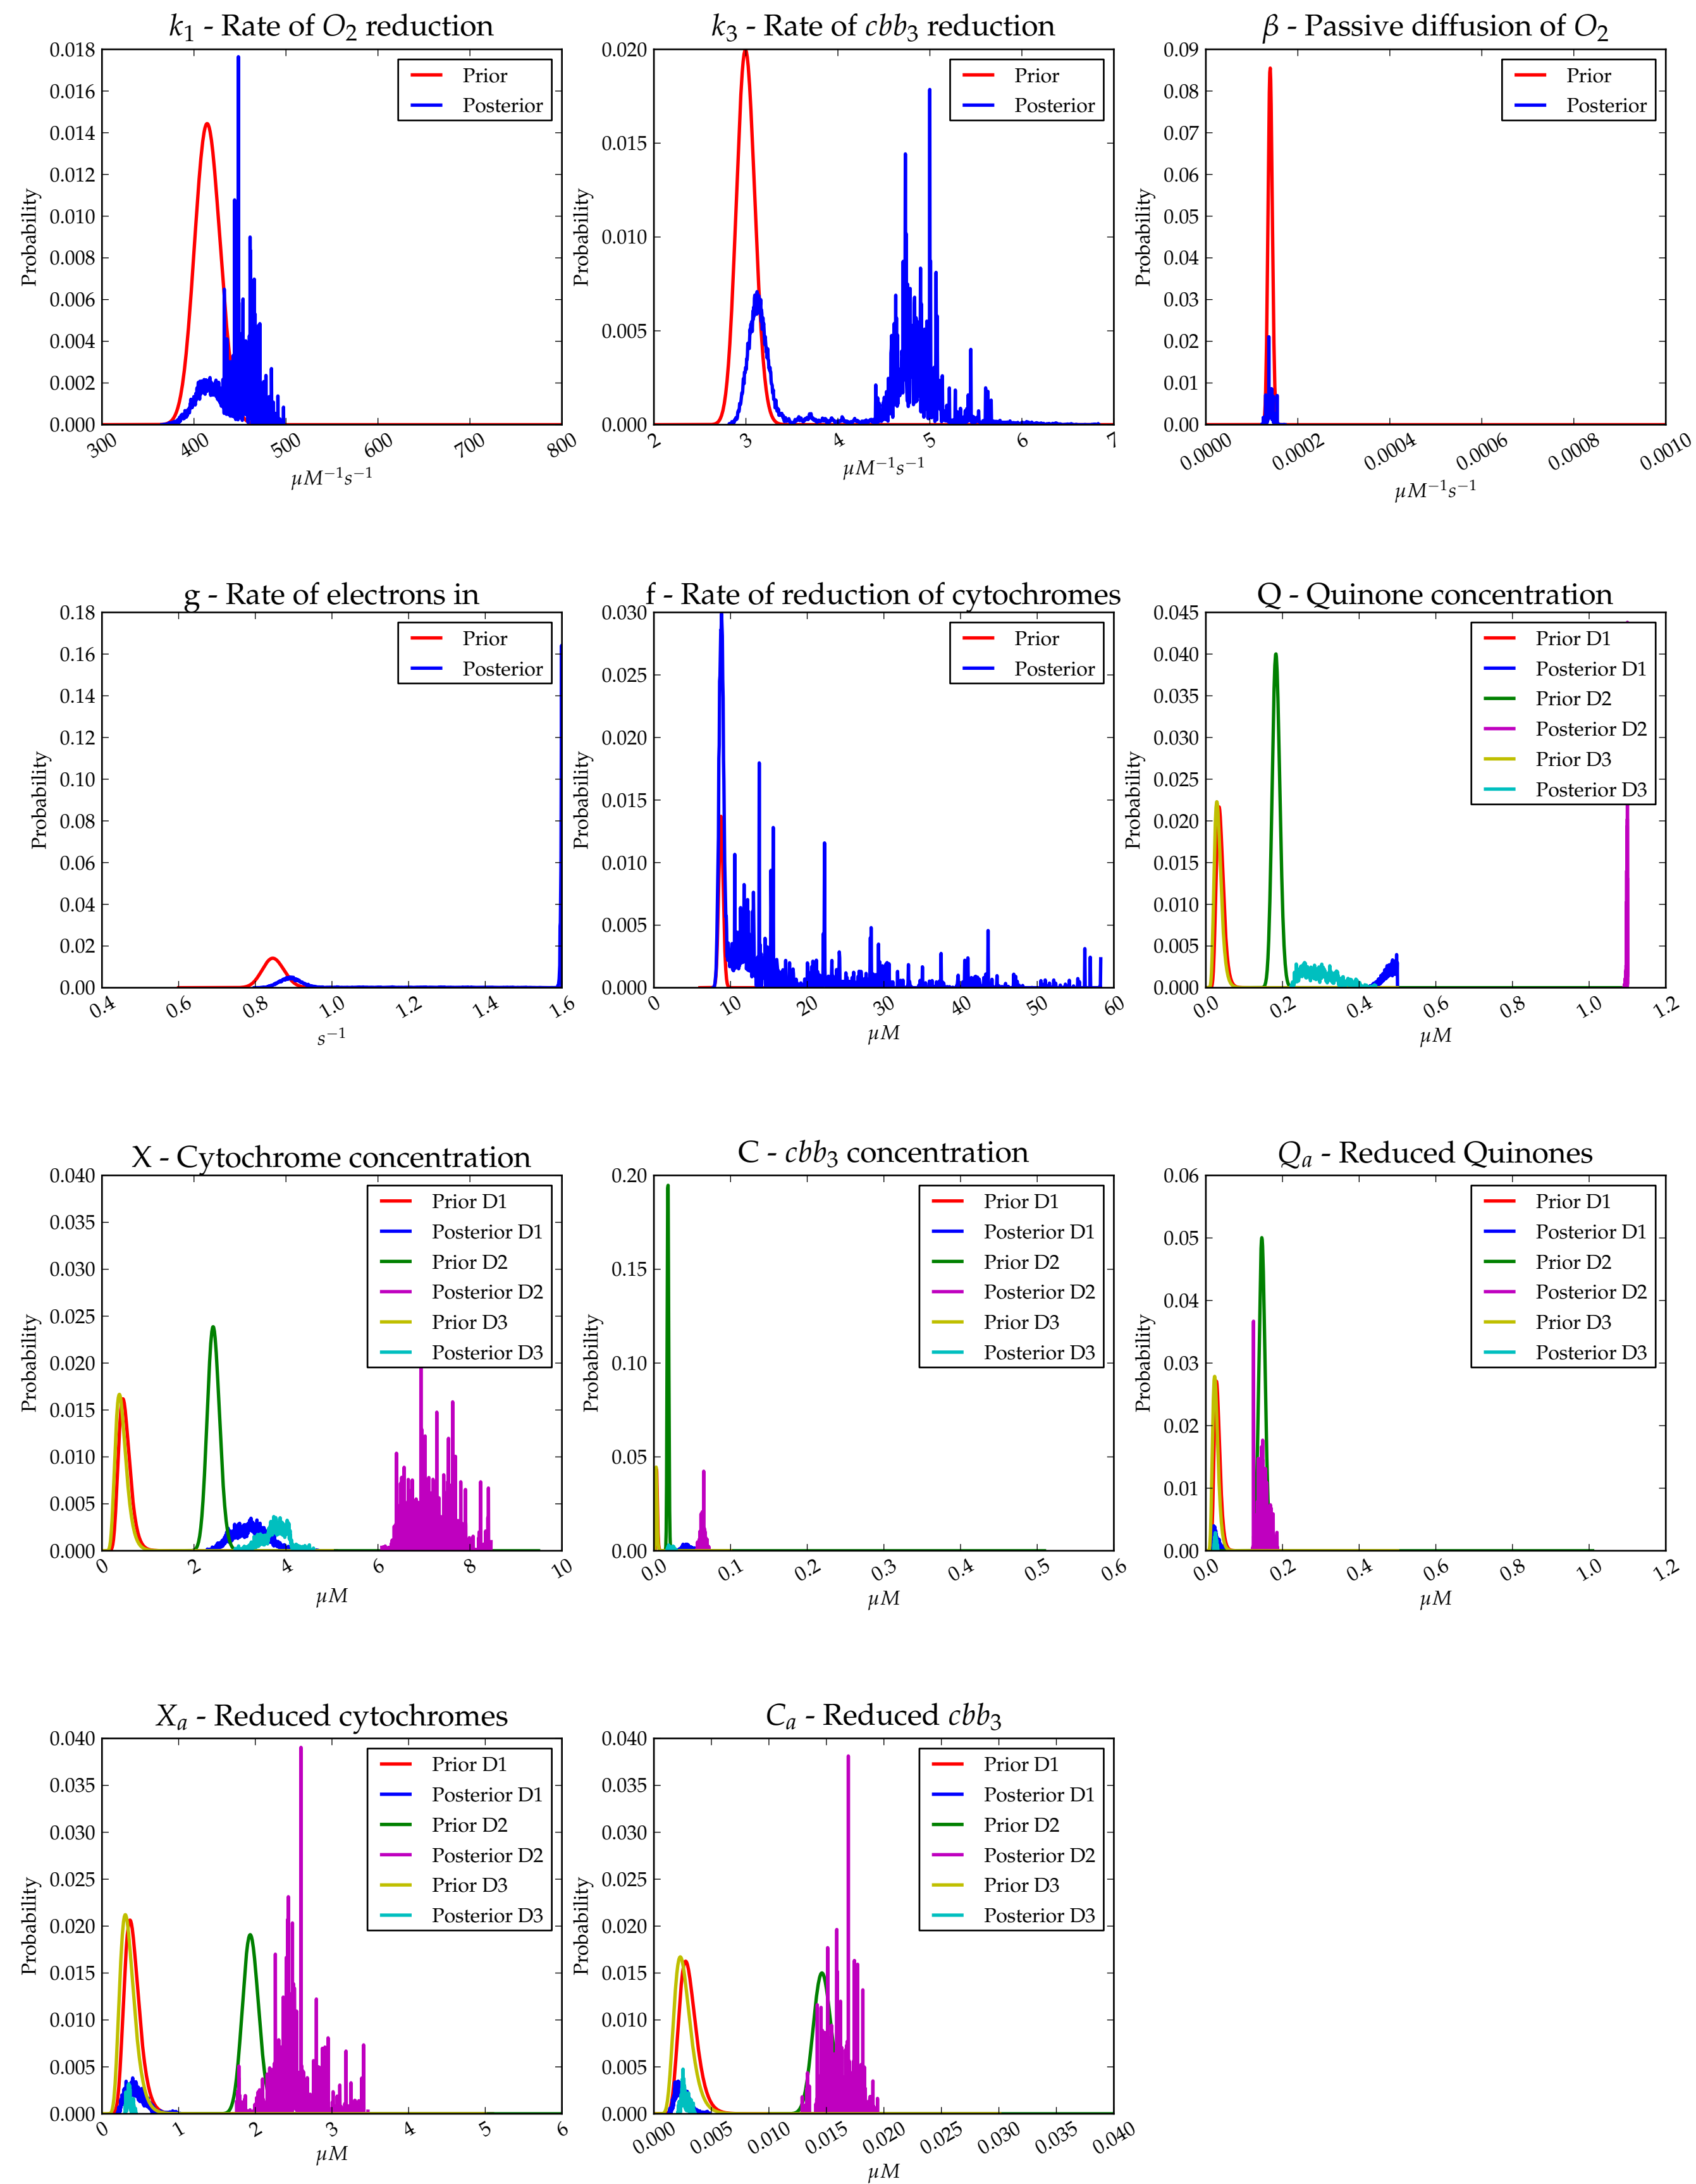 k₁ - Rate of O₂ reduction
Probability
0.018
0.016
0.014
0.012
0.010
0.008
0.006
0.004
0.002
0.000
Prior
Posterior
300 400 500 600 700 800
μM⁻¹s⁻¹
k₃ - Rate of cbb₃ reduction
Probability
0.020
0.015
0.010
0.005
0.000
Prior
Posterior
2 3 4 5 6 7
μM⁻¹s⁻¹
β - Passive diffusion of O₂
Probability
0.09
0.08
0.07
0.06
0.05
0.04
0.03
0.02
0.01
0.00
Prior
Posterior
0.0000 0.0002 0.0004 0.0006 0.0008 0.0010
μM⁻¹s⁻¹
g - Rate of electrons in
Probability
0.18
0.16
0.14
0.12
0.10
0.08
0.06
0.04
0.02
0.00
Prior
Posterior
0.4 0.6 0.8 1.0 1.2 1.4 1.6
s⁻¹
f - Rate of reduction of cytochromes
Probability
0.030
0.025
0.020
0.015
0.010
0.005
0.000
Prior
Posterior
0 10 20 30 40 50 60
μM
Q - Quinone concentration
Probability
0.045
0.040
0.035
0.030
0.025
0.020
0.015
0.010
0.005
0.000
Prior D1
Posterior D1
Prior D2
Posterior D2
Prior D3
Posterior D3
0.0 0.2 0.4 0.6 0.8 1.0 1.2
μM
X - Cytochrome concentration
Probability
0.040
0.035
0.030
0.025
0.020
0.015
0.010
0.005
0.000
Prior D1
Posterior D1
Prior D2
Posterior D2
Prior D3
Posterior D3
0 2 4 6 8 10
μM
C - cbb₃ concentration
Probability
0.20
0.15
0.10
0.05
0.00
Prior D1
Posterior D1
Prior D2
Posterior D2
Prior D3
Posterior D3
0.0 0.1 0.2 0.3 0.4 0.5 0.6
μM
Qₐ - Reduced Quinones
Probability
0.06
0.05
0.04
0.03
0.02
0.01
0.00
Prior D1
Posterior D1
Prior D2
Posterior D2
Prior D3
Posterior D3
0.0 0.2 0.4 0.6 0.8 1.0 1.2
μM
Xₐ - Reduced cytochromes
Probability
0.040
0.035
0.030
0.025
0.020
0.015
0.010
0.005
0.000
Prior D1
Posterior D1
Prior D2
Posterior D2
Prior D3
Posterior D3
0 1 2 3 4 5 6
μM
Cₐ - Reduced cbb₃
Probability
0.040
0.035
0.030
0.025
0.020
0.015
0.010
0.005
0.000
Prior D1
Posterior D1
Prior D2
Posterior D2
Prior D3
Posterior D3
0.000 0.005 0.010 0.015 0.020 0.025 0.030 0.035 0.040
μM